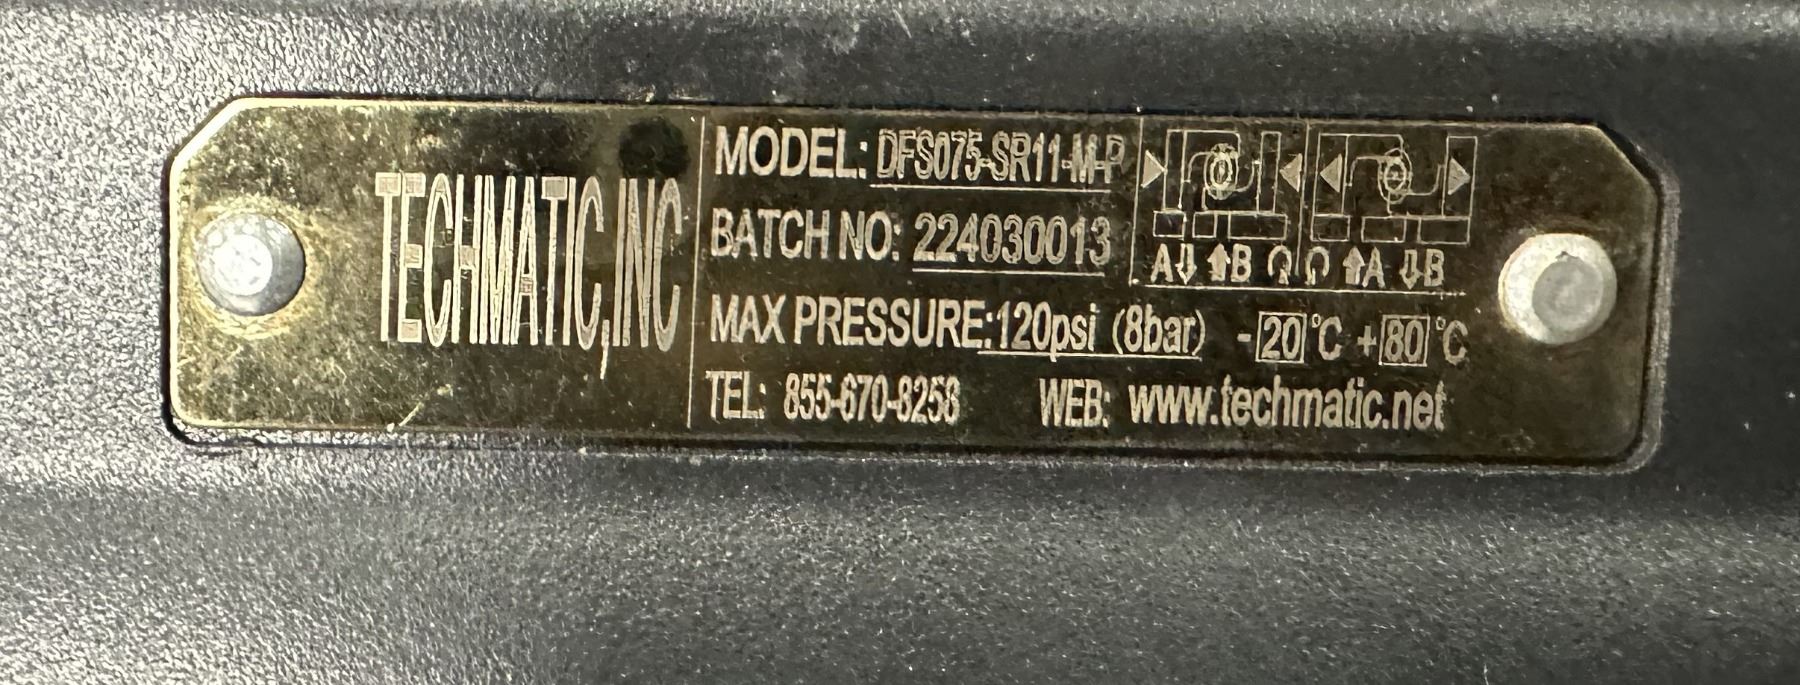 TECHMATIC,INC
MODEL: DFS075-SR11-M-P
BATCH NO: 224030013
A⇩ ⬆B ⬆A ⇩B
MAX PRESSURE: 120psi (8bar) -20℃ +80℃
TEL: 855-670-8258 WEB: www.techmatic.net